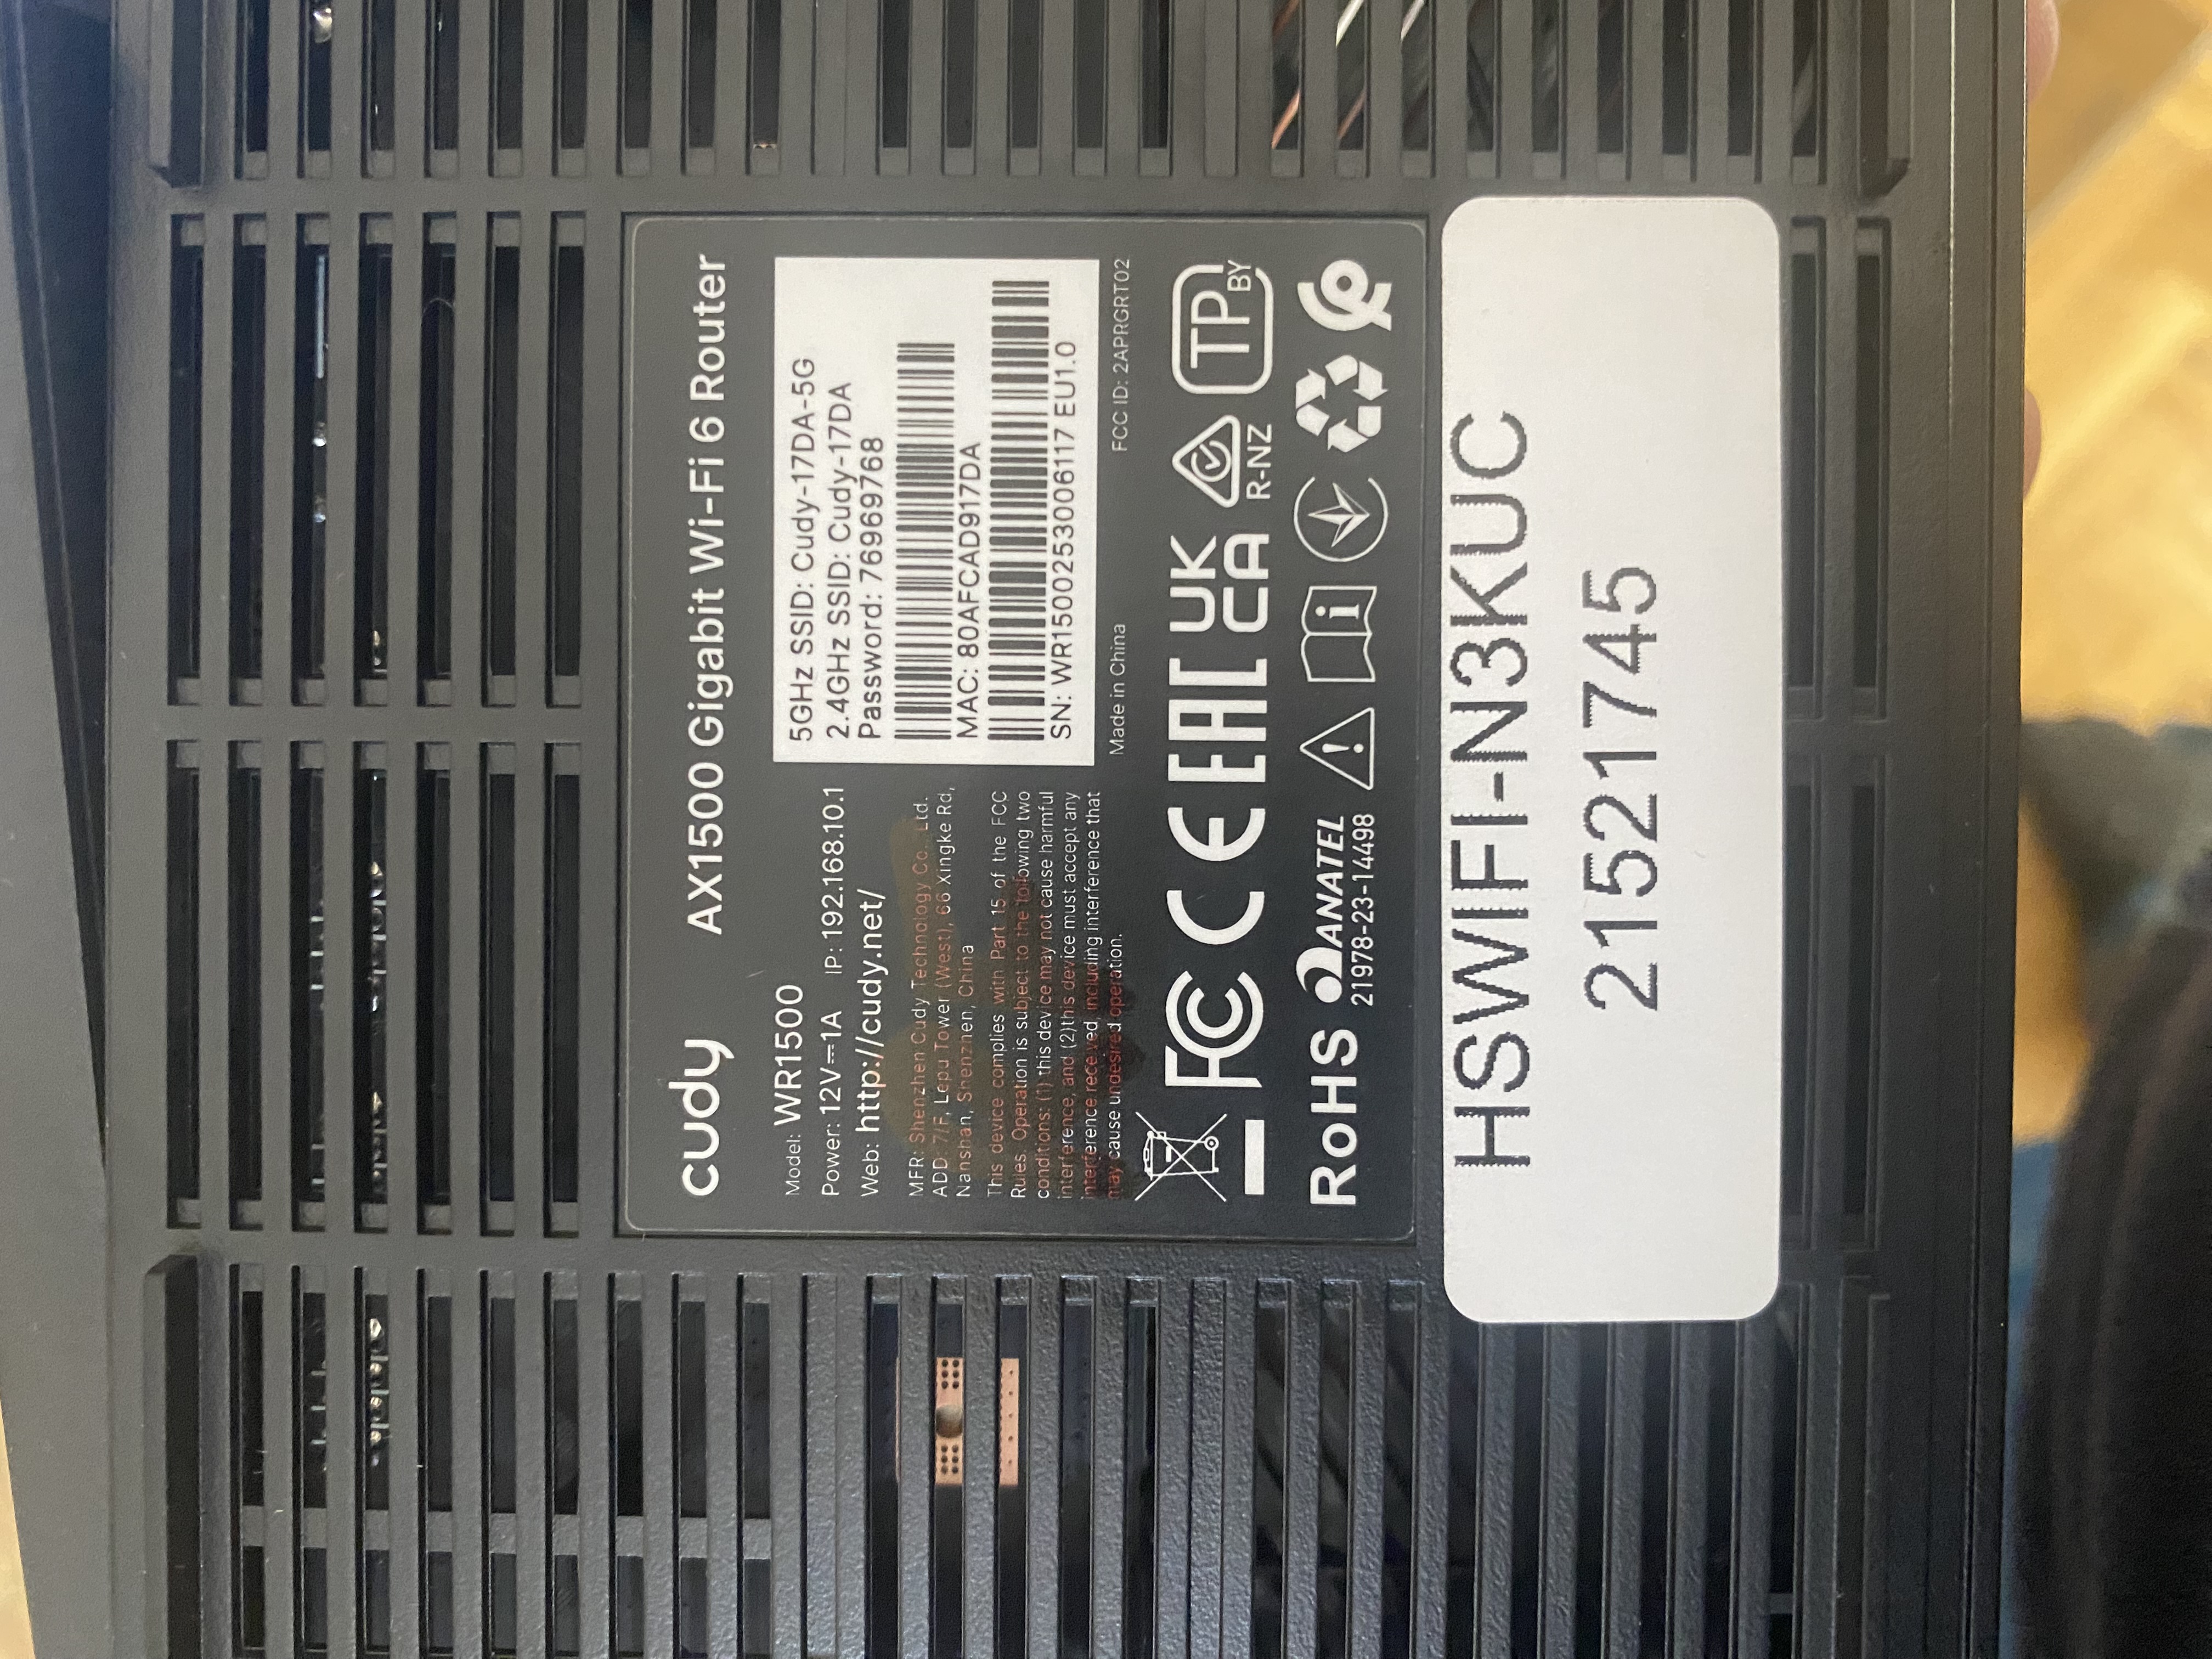 cudy AX1500 Gigabit Wi-Fi 6 Router
Model: WR1500
Power: 12V⎓1A IP: 192.168.10.1
Web: http://cudy.net/
MFR: Shenzhen Cudy Technology Co., Ltd.
ADD: 7/F, Lepu Tower (West), 66 Xingke Rd,
Nanshan, Shenzhen, China
This device complies with Part 15 of the FCC
Rules. Operation is subject to the following two
conditions: (1) this device may not cause harmful
interference, and (2)this device must accept any
interference received, including interference that
may cause undesired operation.
5GHz SSID: Cudy-17DA-5G
2.4GHz SSID: Cudy-17DA
Password: 76969768
MAC: 80AFCAD917DA
SN: WR15002530006117 EU1.0
Made in China FCC ID: 2APRGRT02
FC CE EAC UK
CA R-NZ TP
BY
RoHS ANATEL
21978-23-14498
HSWIFI-N3KUC
21521745